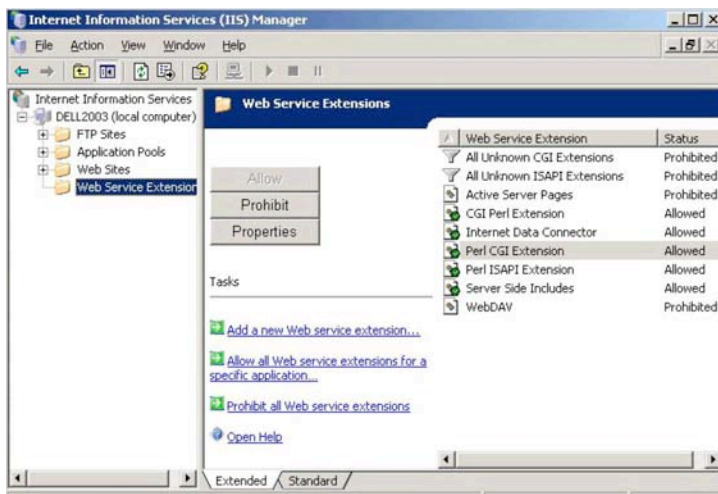 Internet Information Services (IIS) Manager
File Action View Window Help
Internet Information Services
DELL2003 (local computer)
FTP Sites
Application Pools
Web Sites
Web Service Extension
Web Service Extensions
Allow
Prohibit
Properties
Tasks
Add a new Web service extension...
Allow all Web service extensions for a
specific application...
Prohibit all Web service extensions
Open Help
Web Service Extension Status
All Unknown CGI Extensions Prohibited
All Unknown ISAPI Extensions Prohibited
Active Server Pages Prohibited
CGI Perl Extension Allowed
Internet Data Connector Allowed
Perl CGI Extension Allowed
Perl ISAPI Extension Allowed
Server Side Includes Allowed
WebDAV Prohibited
Extended Standard